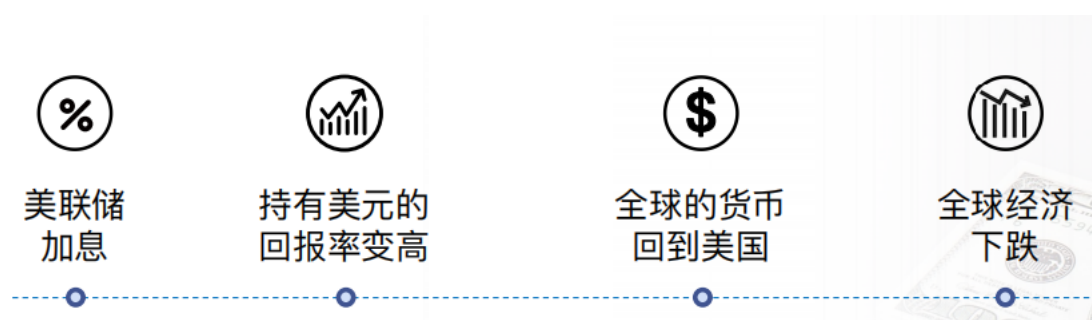 %
$
美联储
加息
持有美元的
回报率变高
全球的货币
回到美国
全球经济
下跌